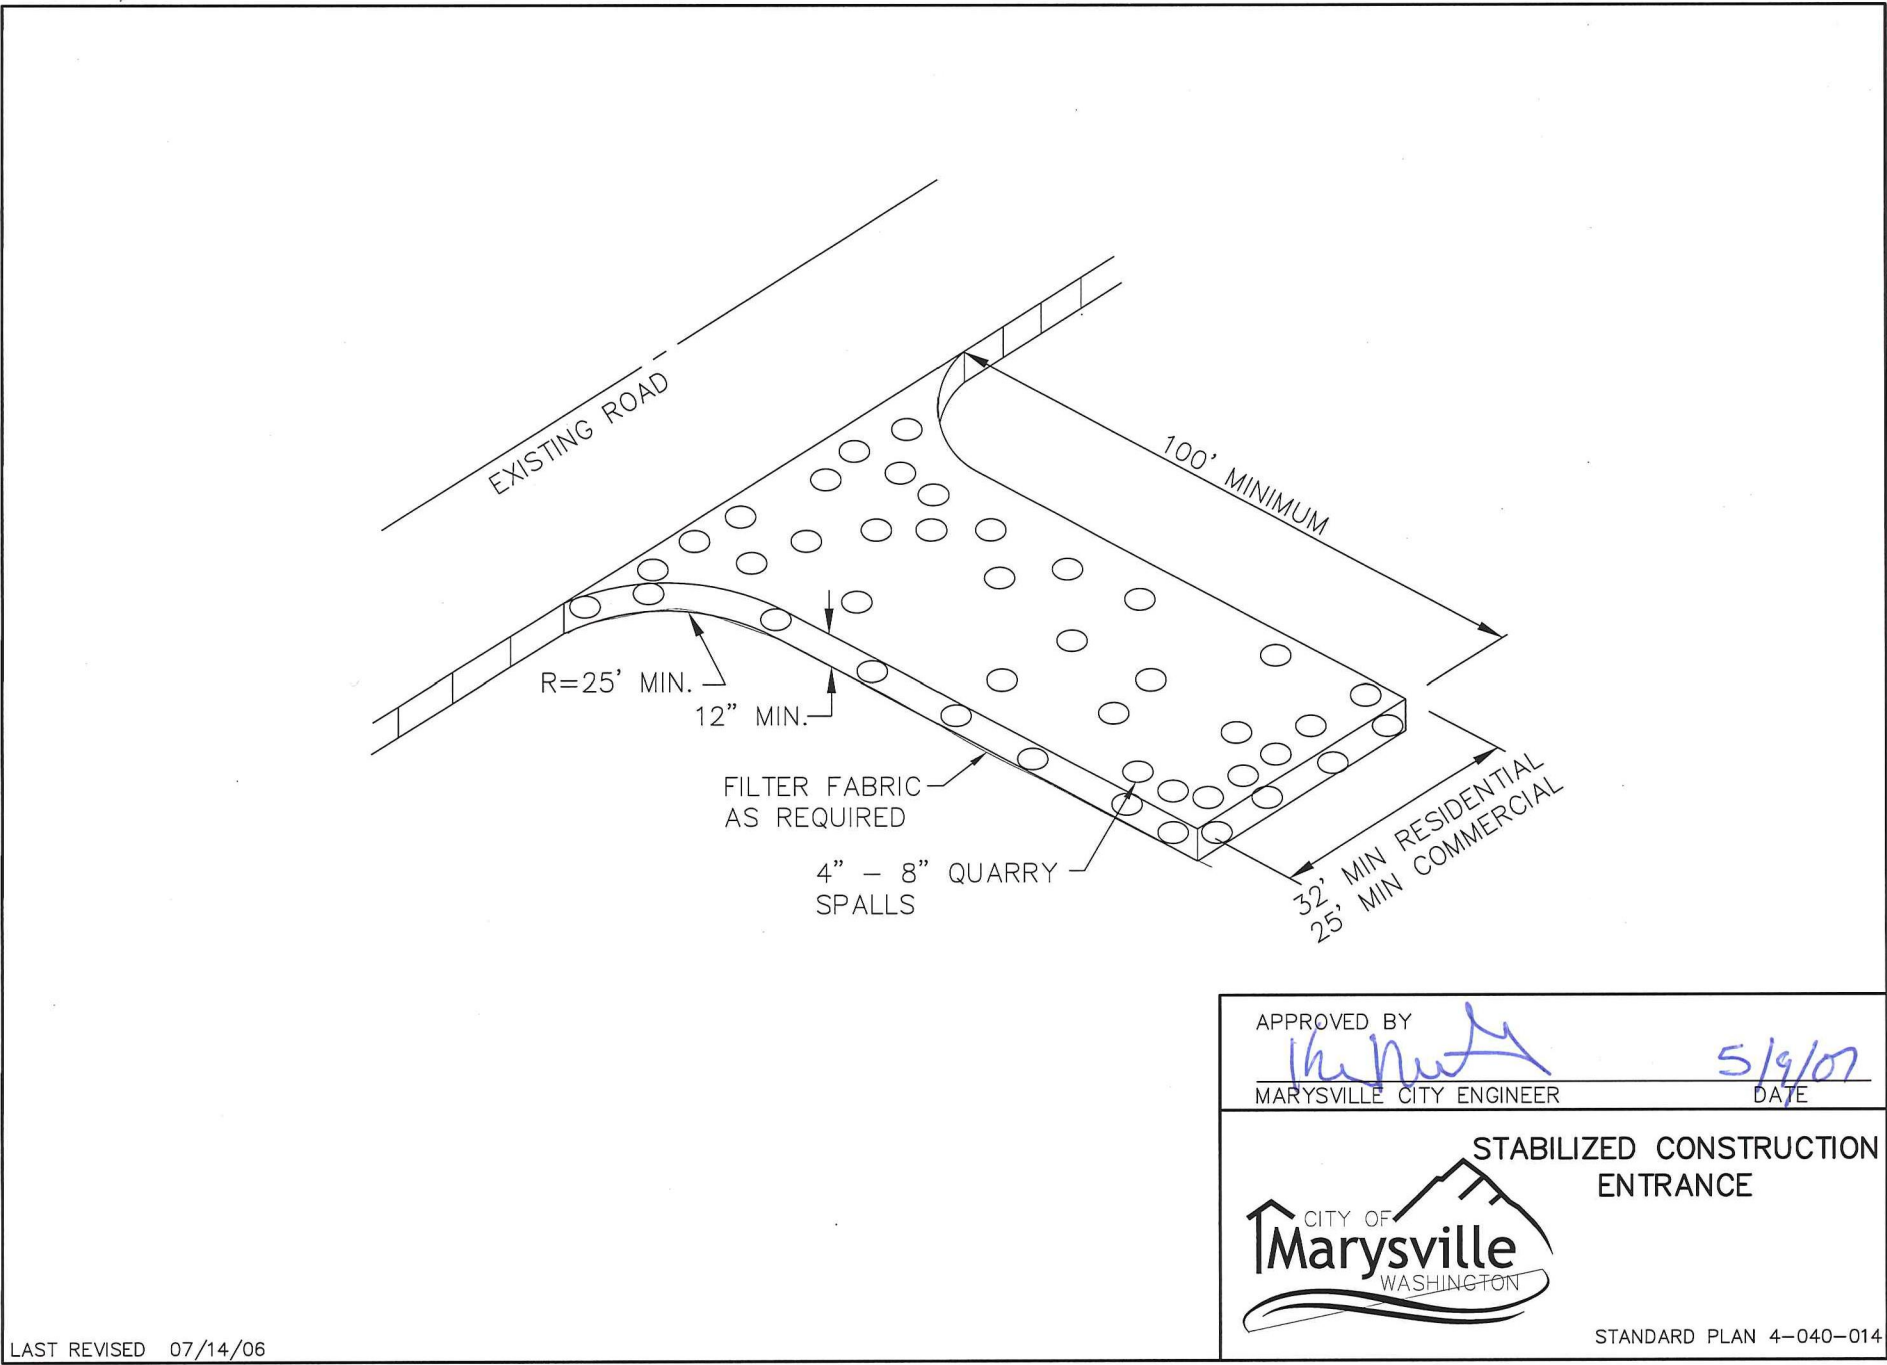 EXISTING ROAD
100' MINIMUM
R=25' MIN.
12" MIN.
FILTER FABRIC
AS REQUIRED
4" – 8" QUARRY
SPALLS
32' MIN RESIDENTIAL
25' MIN COMMERCIAL
APPROVED BY
5/9/07
MARYSVILLE CITY ENGINEER
DATE
STABILIZED CONSTRUCTION
ENTRANCE
CITY OF
Marysville
WASHINGTON
STANDARD PLAN 4-040-014
LAST REVISED 07/14/06